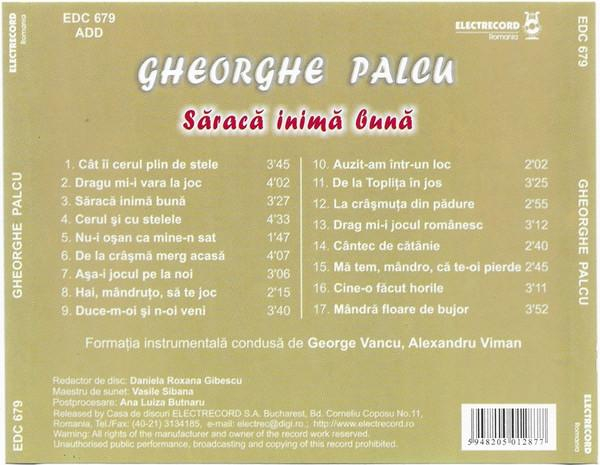 ELECTRECORD
Romania
EDC 679
ADD
ELECTRECORD
Romania
EDC 679
GHEORGHE PALCU
Săracă inimă bună
1. Cât îi cerul plin de stele 3'45
2. Dragu mi-i vara la joc 4'02
3. Săracă inimă bună 3'27
4. Cerul şi cu stelele 4'33
5. Nu-i oşan ca mine-n sat 1'47
6. De la crâşmă merg acasă 4'07
7. Aşa-i jocul pe la noi 3'06
8. Hai, mândruţo, să te joc 2'15
9. Duce-m-oi şi n-oi veni 3'40
10. Auzit-am într-un loc 2'02
11. De la Topliţa în jos 3'25
12. La crâşmuţa din pădure 2'55
13. Drag mi-i jocul românesc 3'12
14. Cântec de cătănie 2'40
15. Mă tem, mândro, că te-oi pierde 2'45
16. Cine-o făcut horile 3'11
17. Mândră floare de bujor 3'52
GHEORGHE PALCU
GHEORGHE PALCU
Formaţia instrumentală condusă de George Vancu, Alexandru Viman
Redactor de disc: Daniela Roxana Gibescu
Maestru de sunet: Vasile Sibana
Postprocesare: Ana Luiza Butnaru
Released by Casa de discuri ELECTRECORD S.A. Bucharest, Bd. Corneliu Coposu No.11,
Romania, Tel./Fax: (40-21) 3134185, e-mail: electrec@digi.ro.; http://www.electrecord.ro
Warning: All rights of the manufacturer and owner of the record work reserved.
Unauthorised public performance, broadcasting and copying of this record prohibited.
EDC 679
5948205012877
ELECTRECORD
Romania